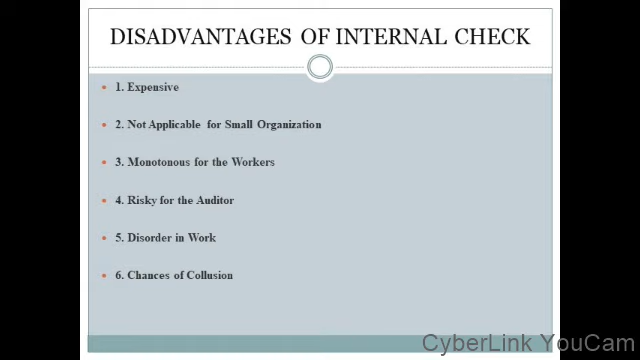 DISADVANTAGES OF INTERNAL CHECK
1. Expensive
2. Not Applicable for Small Organization
3. Monotonous for the Workers
4. Risky for the Auditor
5. Disorder in Work
6. Chances of Collusion
CyberLink YouCam